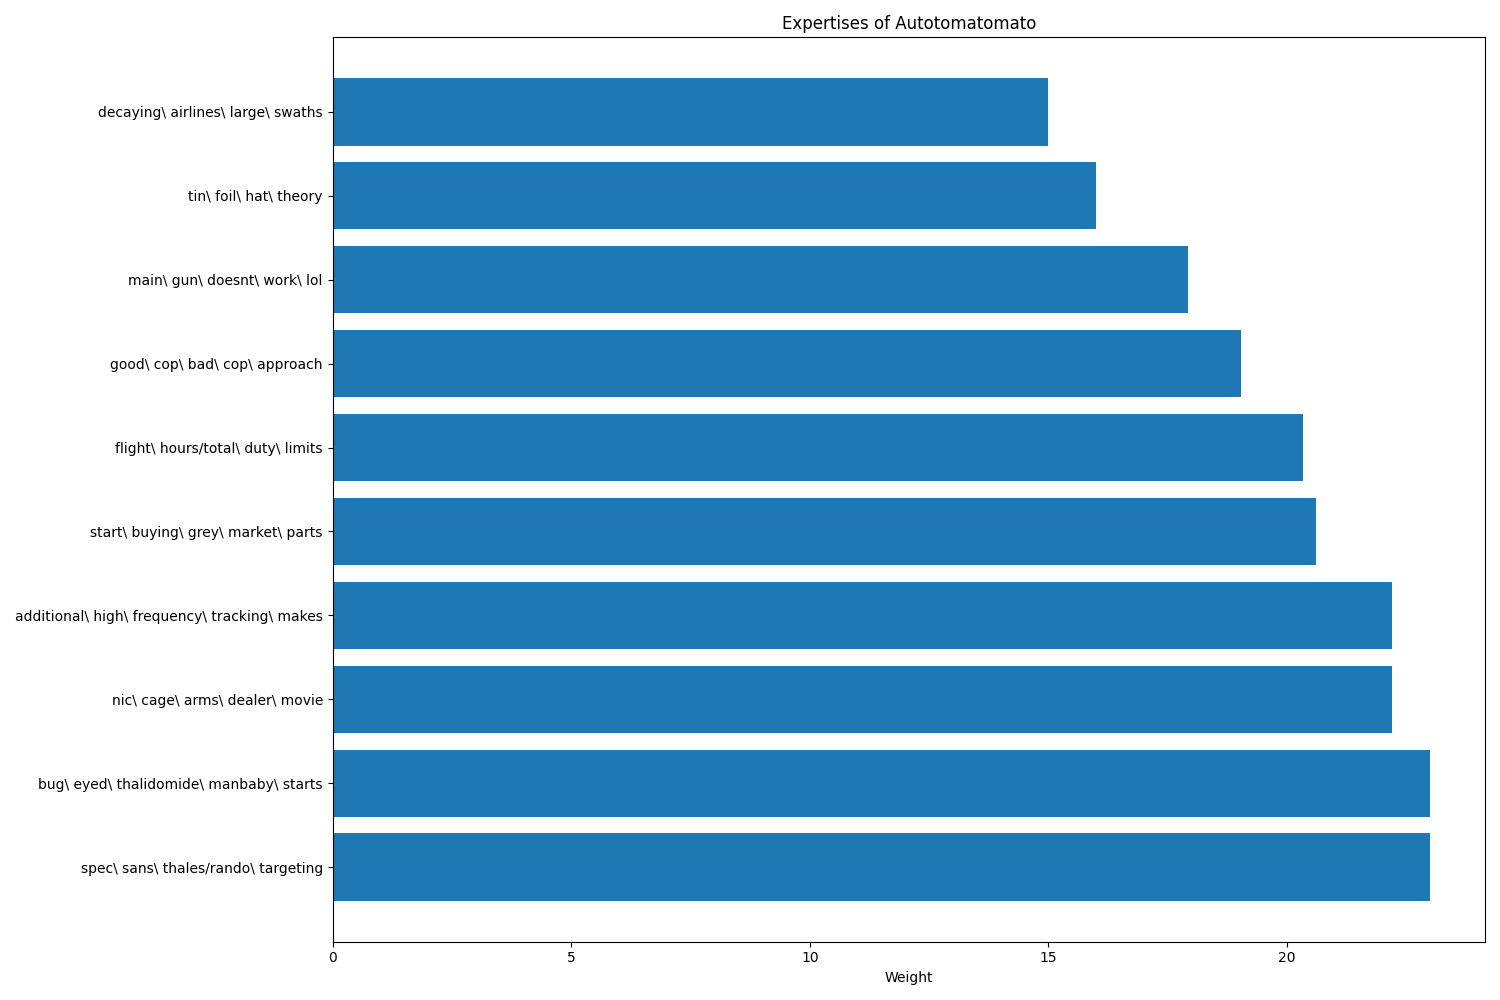 Expertises of Autotomatomato
decaying\ airlines\ large\ swaths
tin\ foil\ hat\ theory
main\ gun\ doesnt\ work\ lol
good\ cop\ bad\ cop\ approach
flight\ hours/total\ duty\ limits
start\ buying\ grey\ market\ parts
additional\ high\ frequency\ tracking\ makes
nic\ cage\ arms\ dealer\ movie
bug\ eyed\ thalidomide\ manbaby\ starts
spec\ sans\ thales/rando\ targeting
0 5 10 15 20
Weight